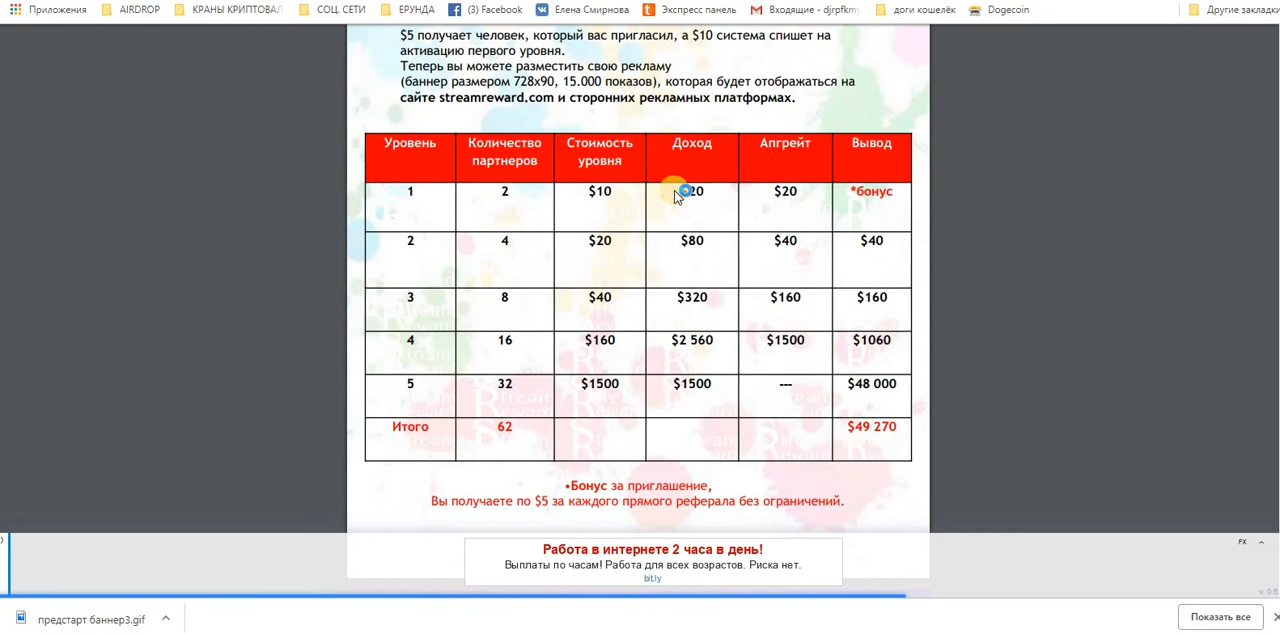 Приложения AIRDROP КРАНЫ КРИПТОВАЛ СОЦ. СЕТИ ЕРУНДА (3) Facebook Елена Смирнова Экспресс панель Входящие - djrpfkm доги кошелёк Dogecoin Другие закладки
$5 получает человек, который вас пригласил, а $10 система спишет на
активацию первого уровня.
Теперь вы можете разместить свою рекламу
(баннер размером 728x90, 15.000 показов), которая будет отображаться на
сайте streamreward.com и сторонних рекламных платформах.
Уровень Количество партнеров Стоимость уровня Доход Апгрейт Вывод
1 2 $10 20 $20 *бонус
2 4 $20 $80 $40 $40
3 8 $40 $320 $160 $160
4 16 $160 $2 560 $1500 $1060
5 32 $1500 $1500 --- $48 000
Итого 62 $49 270
•Бонус за приглашение,
Вы получаете по $5 за каждого прямого реферала без ограничений.
Работа в интернете 2 часа в день!
Выплаты по часам! Работа для всех возрастов. Риска нет.
bit.ly
FX
предстарт баннер3.gif
Показать все